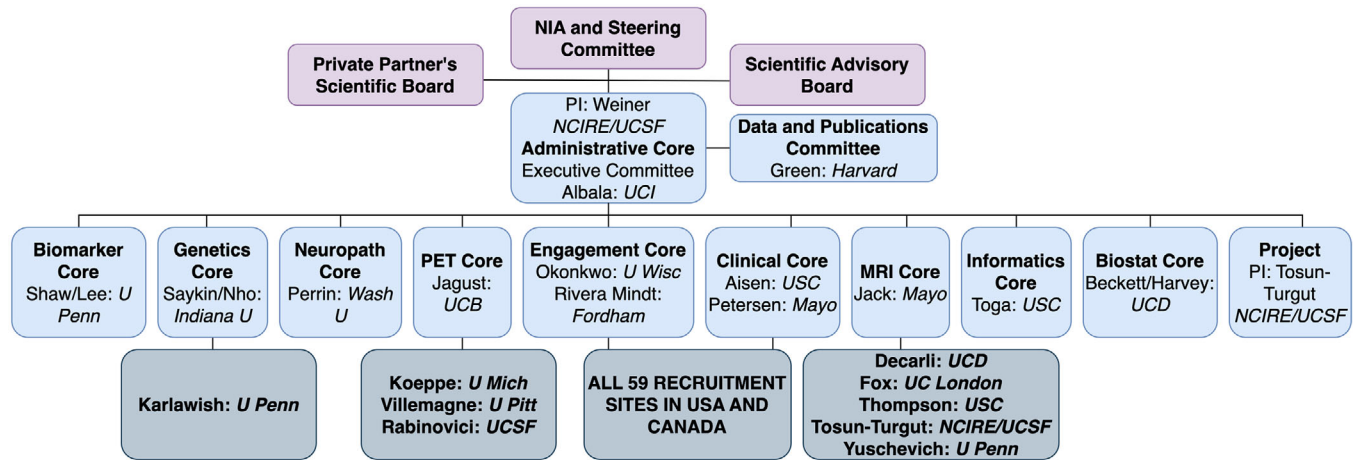 NIA and Steering
Committee
Private Partner's
Scientific Board
Scientific Advisory
Board
PI: Weiner
NCIRE/UCSF
Administrative Core
Executive Committee
Albala: UCI
Data and Publications
Committee
Green: Harvard
Biomarker
Core
Shaw/Lee: U
Penn
Genetics
Core
Saykin/Nho:
Indiana U
Neuropath
Core
Perrin: Wash
U
PET Core
Jagust:
UCB
Engagement Core
Okonkwo: U Wisc
Rivera Mindt:
Fordham
Clinical Core
Aisen: USC
Petersen: Mayo
MRI Core
Jack: Mayo
Informatics
Core
Toga: USC
Biostat Core
Beckett/Harvey:
UCD
Project
PI: Tosun-
Turgut
NCIRE/UCSF
Karlawish: U Penn
Koeppe: U Mich
Villemagne: U Pitt
Rabinovici: UCSF
ALL 59 RECRUITMENT
SITES IN USA AND
CANADA
Decarli: UCD
Fox: UC London
Thompson: USC
Tosun-Turgut: NCIRE/UCSF
Yuschevich: U Penn